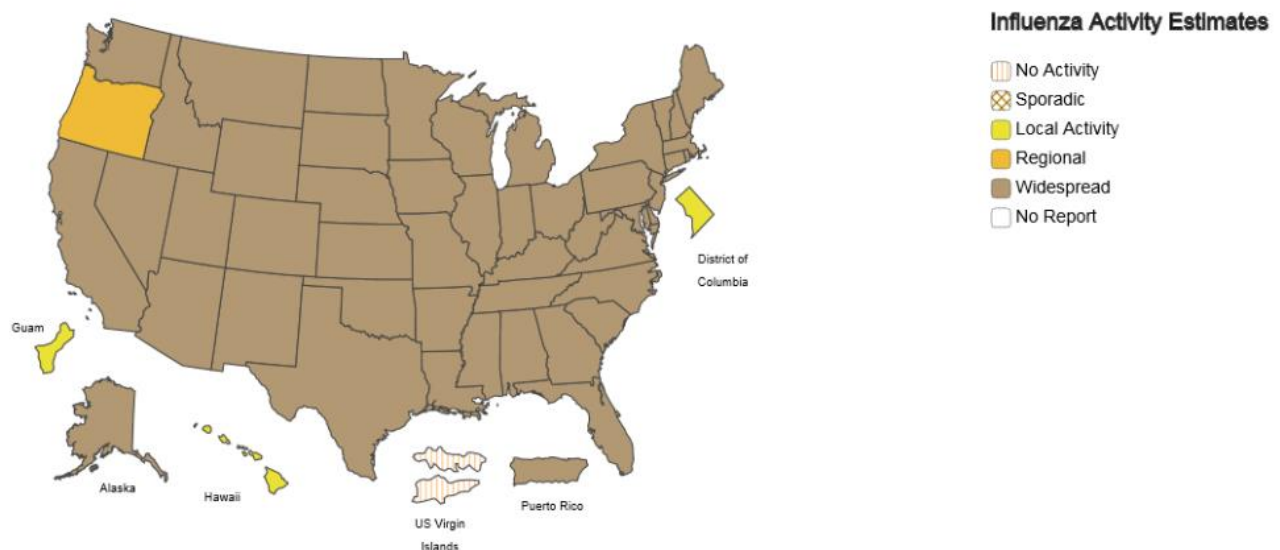 Influenza Activity Estimates
No Activity
Sporadic
Local Activity
Regional
Widespread
No Report
District of
Columbia
Guam
Alaska
Hawaii
US Virgin
Islands
Puerto Rico